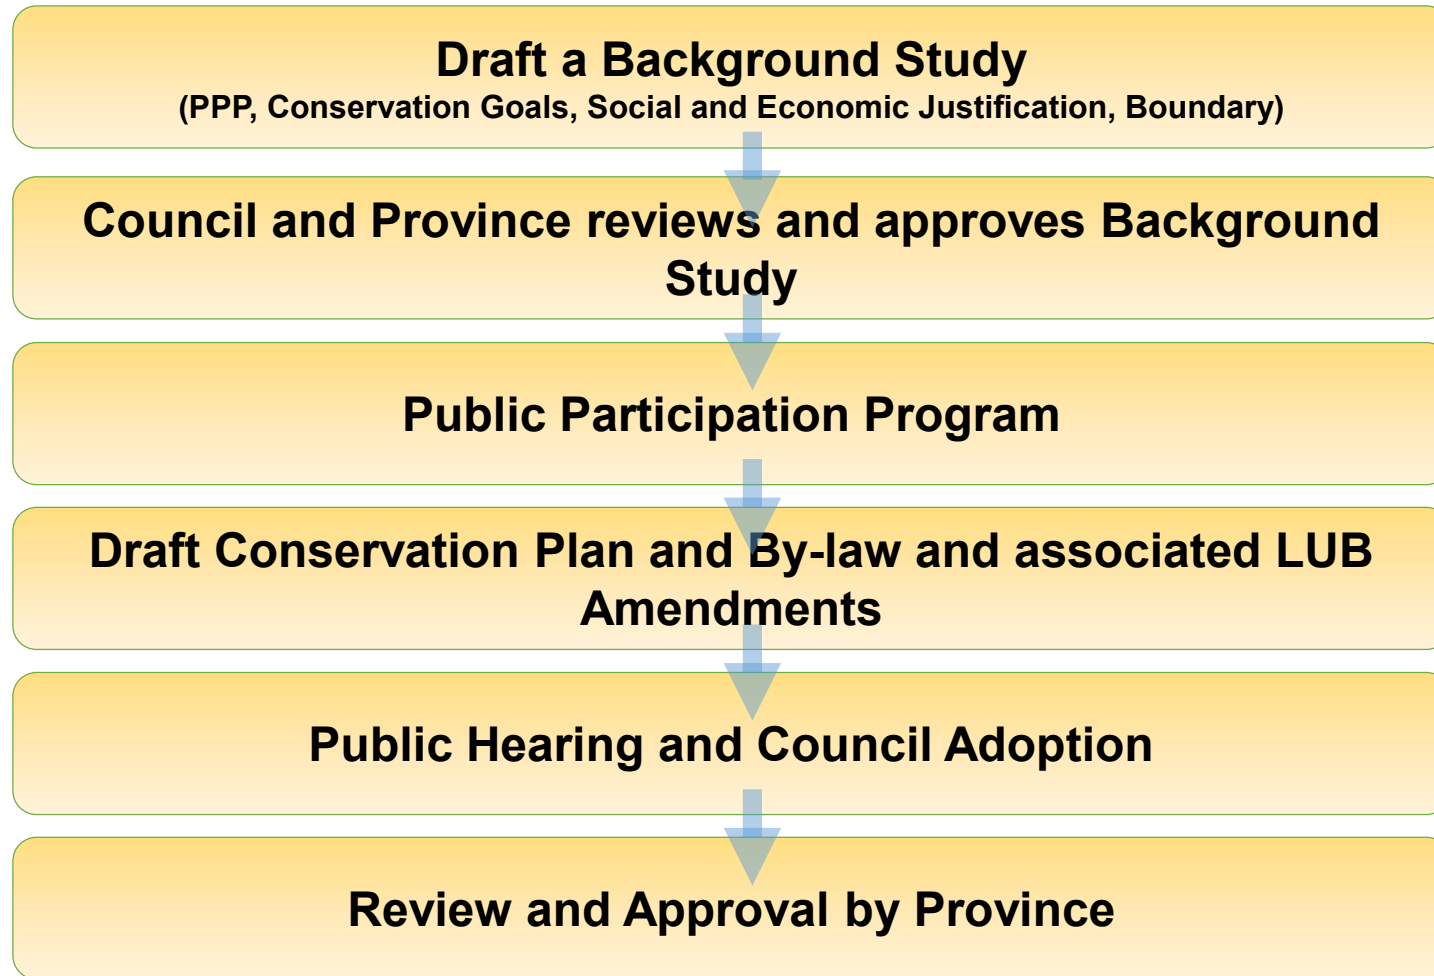 Draft a Background Study
(PPP, Conservation Goals, Social and Economic Justification, Boundary)
Council and Province reviews and approves Background
Study
Public Participation Program
Draft Conservation Plan and By-law and associated LUB
Amendments
Public Hearing and Council Adoption
Review and Approval by Province